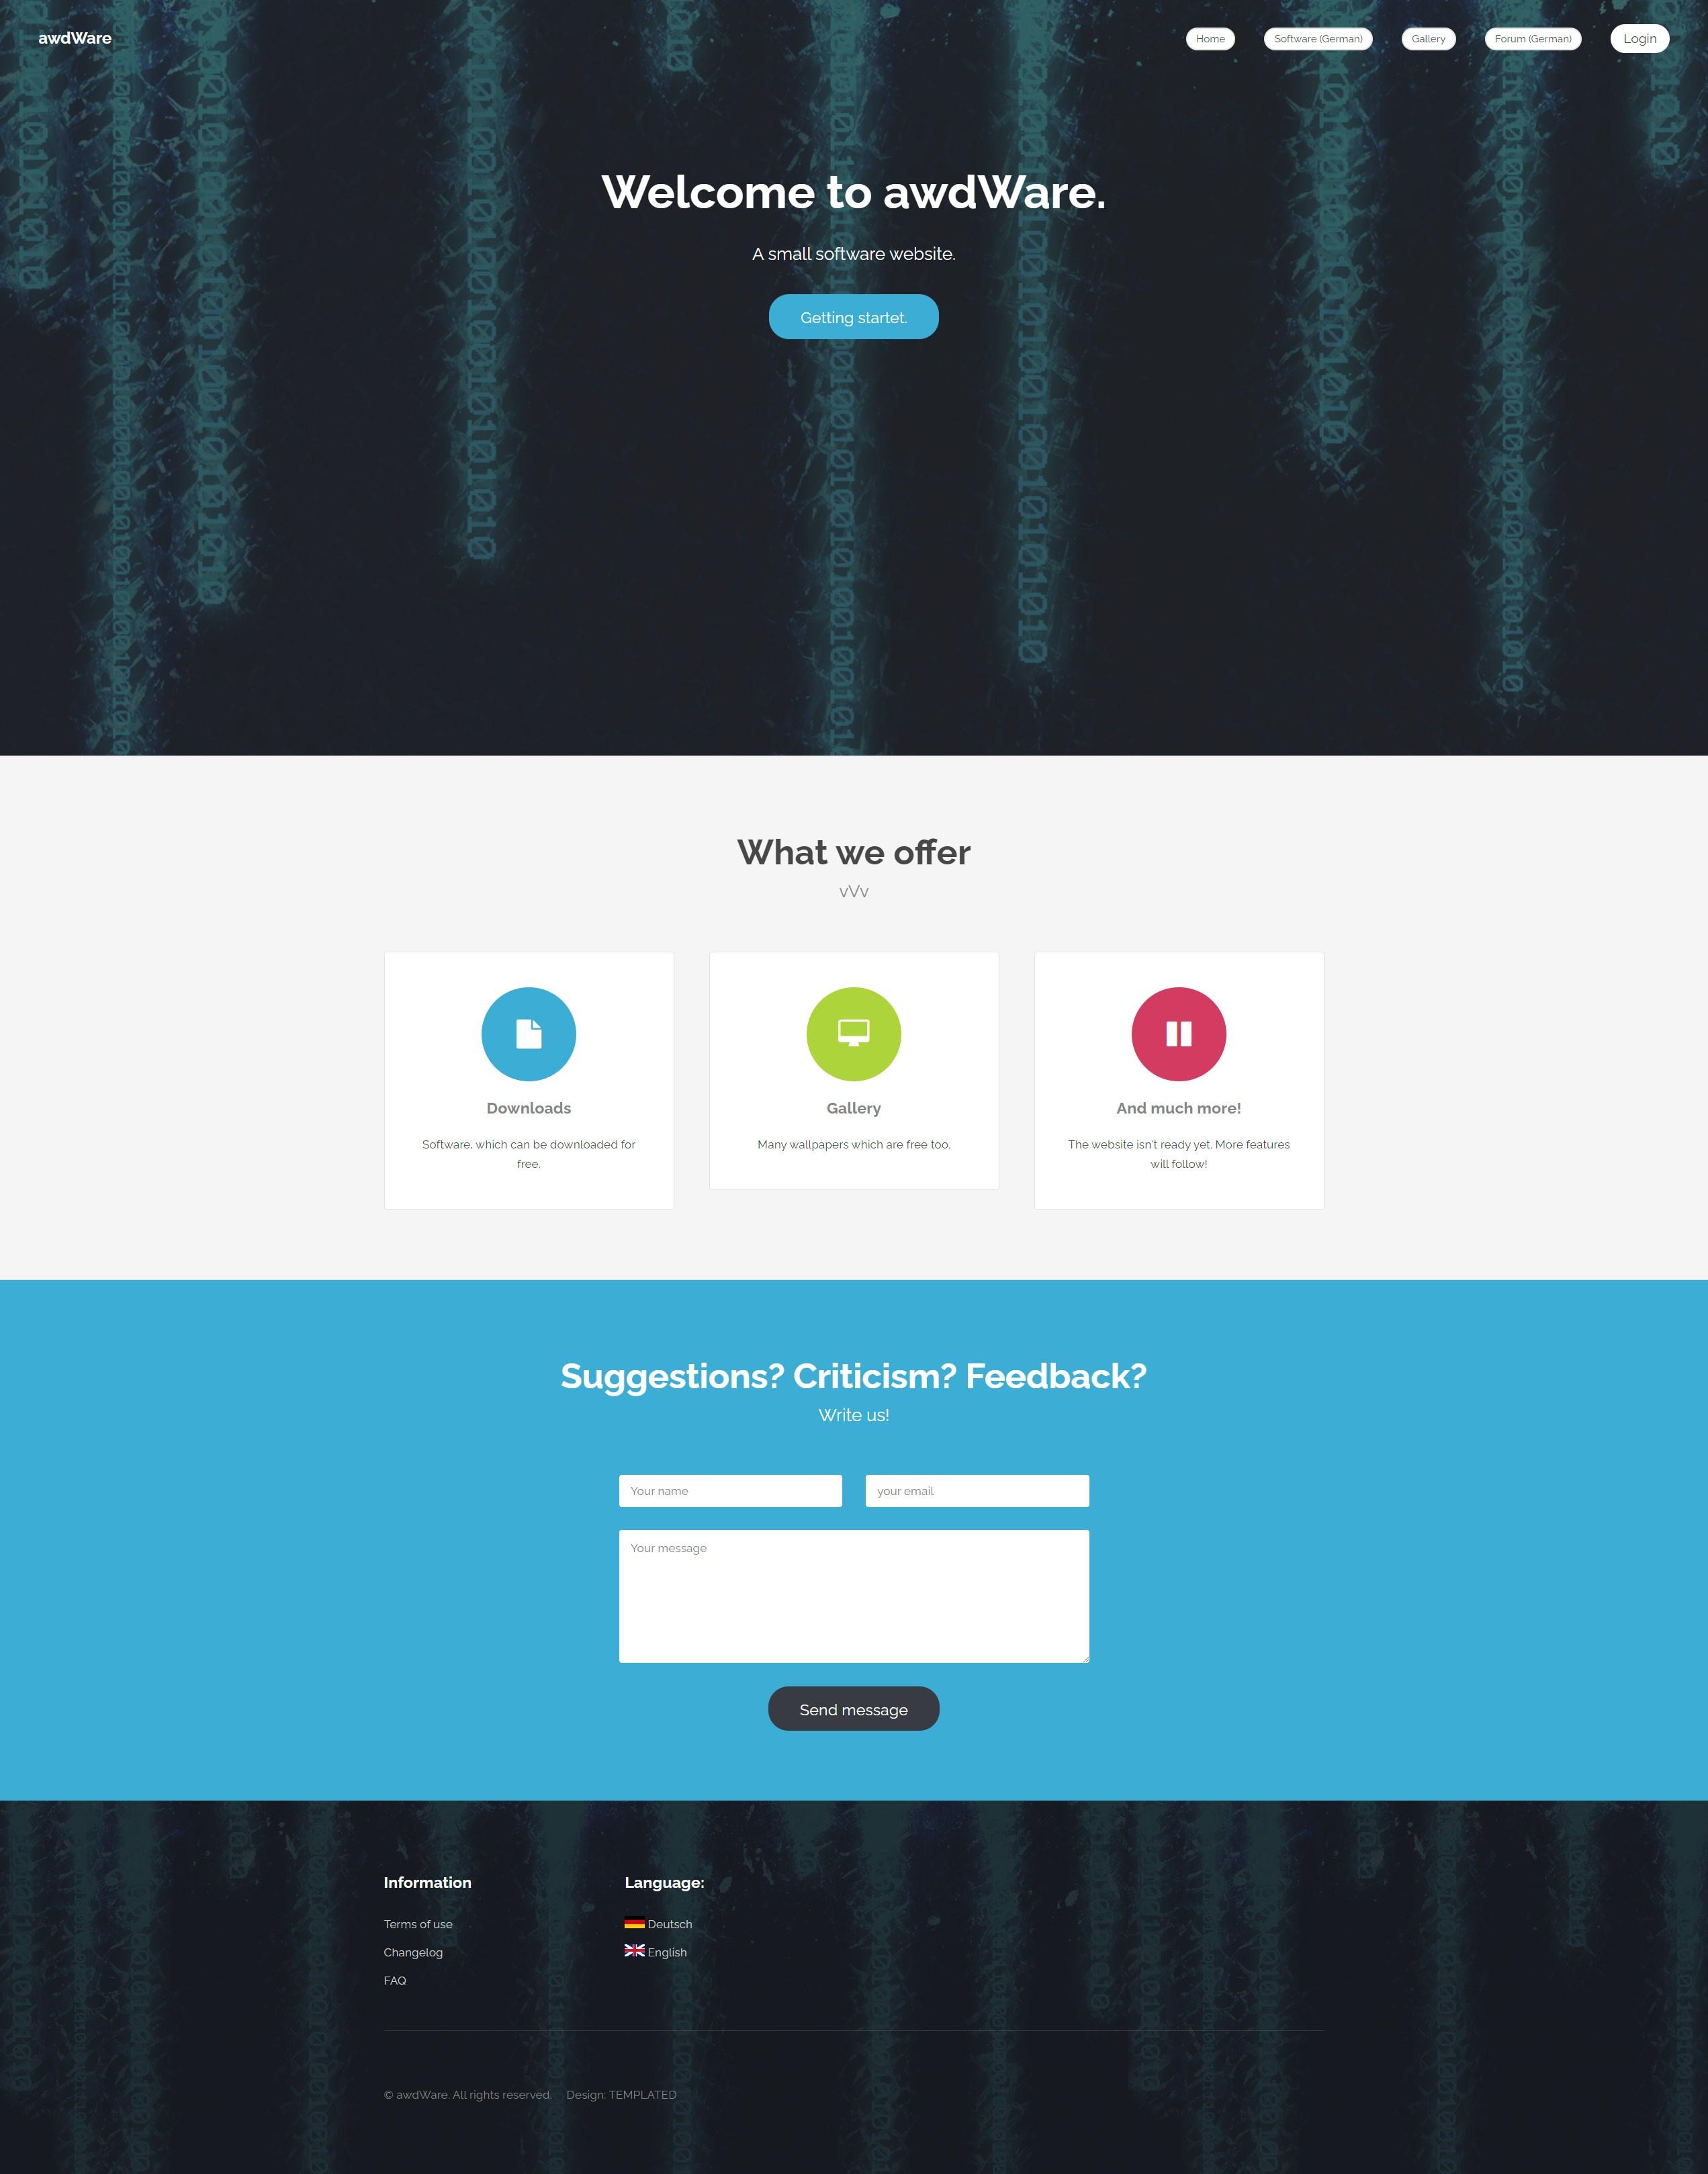 awdWare
Home
Software (German)
Gallery
Forum (German)
Login
Welcome to awdWare.
A small software website.
Getting startet.
What we offer
vVv
Downloads
Software, which can be downloaded for
free.
Gallery
Many wallpapers which are free too.
And much more!
The website isn't ready yet. More features
will follow!
Suggestions? Criticism? Feedback?
Write us!
Your name
your email
Your message
Send message
Information
Terms of use
Changelog
FAQ
Language:
Deutsch
English
© awdWare. All rights reserved.
Design: TEMPLATED